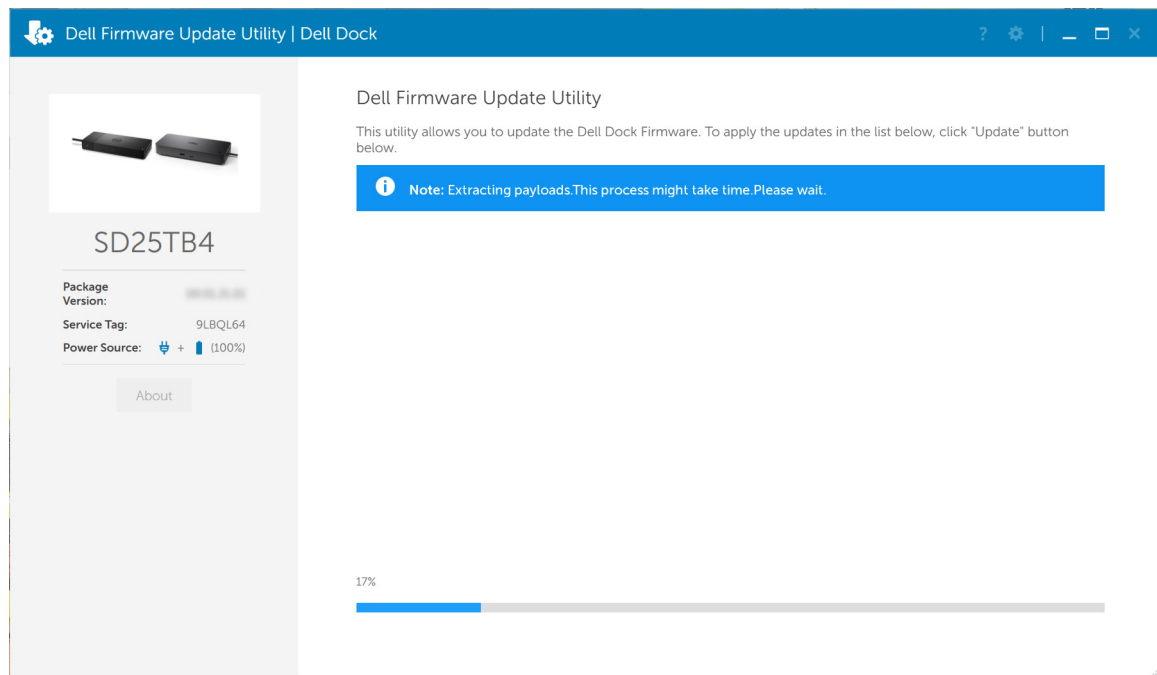 Dell Firmware Update Utility | Dell Dock
?
Dell Firmware Update Utility
This utility allows you to update the Dell Dock Firmware. To apply the updates in the list below, click "Update" button
below.
Note: Extracting payloads.This process might take time.Please wait.
SD25TB4
Package
Version:
Service Tag: 9LBQL64
Power Source: + (100%)
About
17%